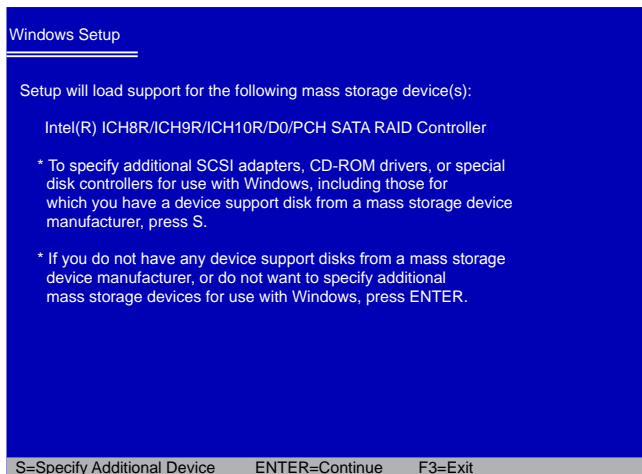 Windows Setup
Setup will load support for the following mass storage device(s):
Intel(R) ICH8R/ICH9R/ICH10R/D0/PCH SATA RAID Controller
* To specify additional SCSI adapters, CD-ROM drivers, or special
disk controllers for use with Windows, including those for
which you have a device support disk from a mass storage device
manufacturer, press S.
* If you do not have any device support disks from a mass storage
device manufacturer, or do not want to specify additional
mass storage devices for use with Windows, press ENTER.
S=Specify Additional Device ENTER=Continue F3=Exit